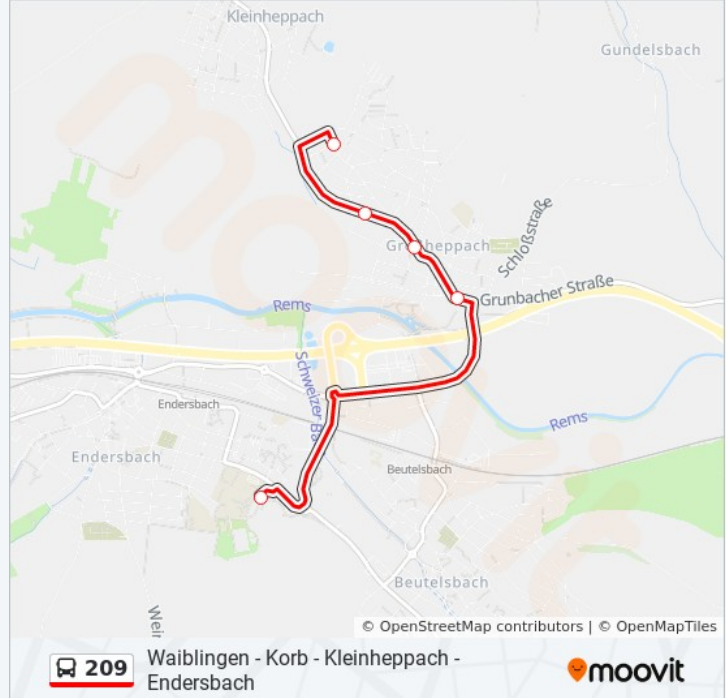 Kleinheppach
Gundelsbach
Schloßstraße
Großheppach
Grunbacher Straße
Rems
Schweizer Ba
Endersbach
Rems
Endersbach
Beutelsbach
Beutelsbach
Weir
© OpenStreetMap contributors | © OpenMapTiles
209
Waiblingen - Korb - Kleinheppach -
Endersbach
moovit